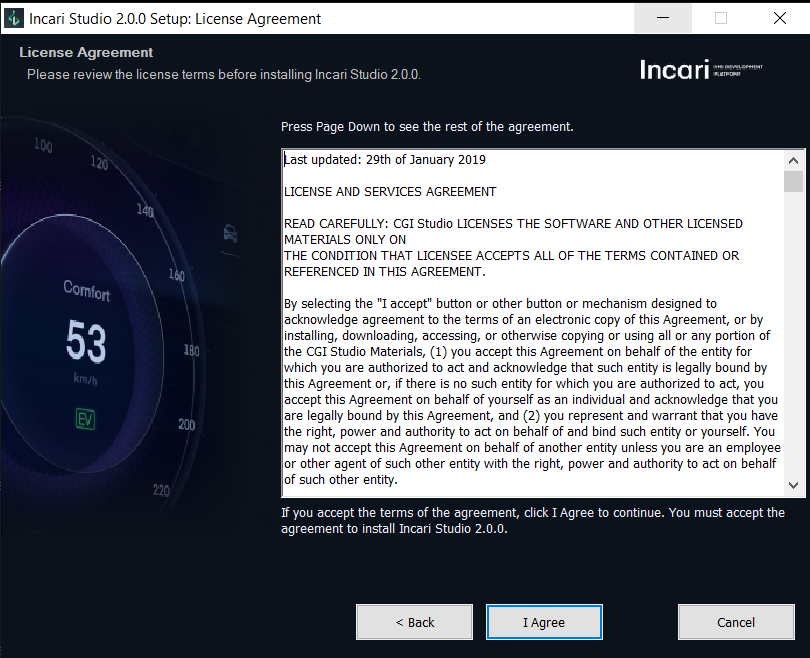 Incari Studio 2.0.0 Setup: License Agreement
License Agreement
Please review the license terms before installing Incari Studio 2.0.0.
Incari
HMI DEVELOPMENT
PLATFORM
100
120
140
160
180
200
220
Comfort
53
km/h
EV
Press Page Down to see the rest of the agreement.
Last updated: 29th of January 2019
LICENSE AND SERVICES AGREEMENT
READ CAREFULLY: CGI Studio LICENSES THE SOFTWARE AND OTHER LICENSED
MATERIALS ONLY ON
THE CONDITION THAT LICENSEE ACCEPTS ALL OF THE TERMS CONTAINED OR
REFERENCED IN THIS AGREEMENT.
By selecting the "I accept" button or other button or mechanism designed to
acknowledge agreement to the terms of an electronic copy of this Agreement, or by
installing, downloading, accessing, or otherwise copying or using all or any portion of
the CGI Studio Materials, (1) you accept this Agreement on behalf of the entity for
which you are authorized to act and acknowledge that such entity is legally bound by
this Agreement or, if there is no such entity for which you are authorized to act, you
accept this Agreement on behalf of yourself as an individual and acknowledge that you
are legally bound by this Agreement, and (2) you represent and warrant that you have
the right, power and authority to act on behalf of and bind such entity or yourself. You
may not accept this Agreement on behalf of another entity unless you are an employee
or other agent of such other entity with the right, power and authority to act on behalf
of such other entity.
If you accept the terms of the agreement, click I Agree to continue. You must accept the
agreement to install Incari Studio 2.0.0.
< Back
I Agree
Cancel